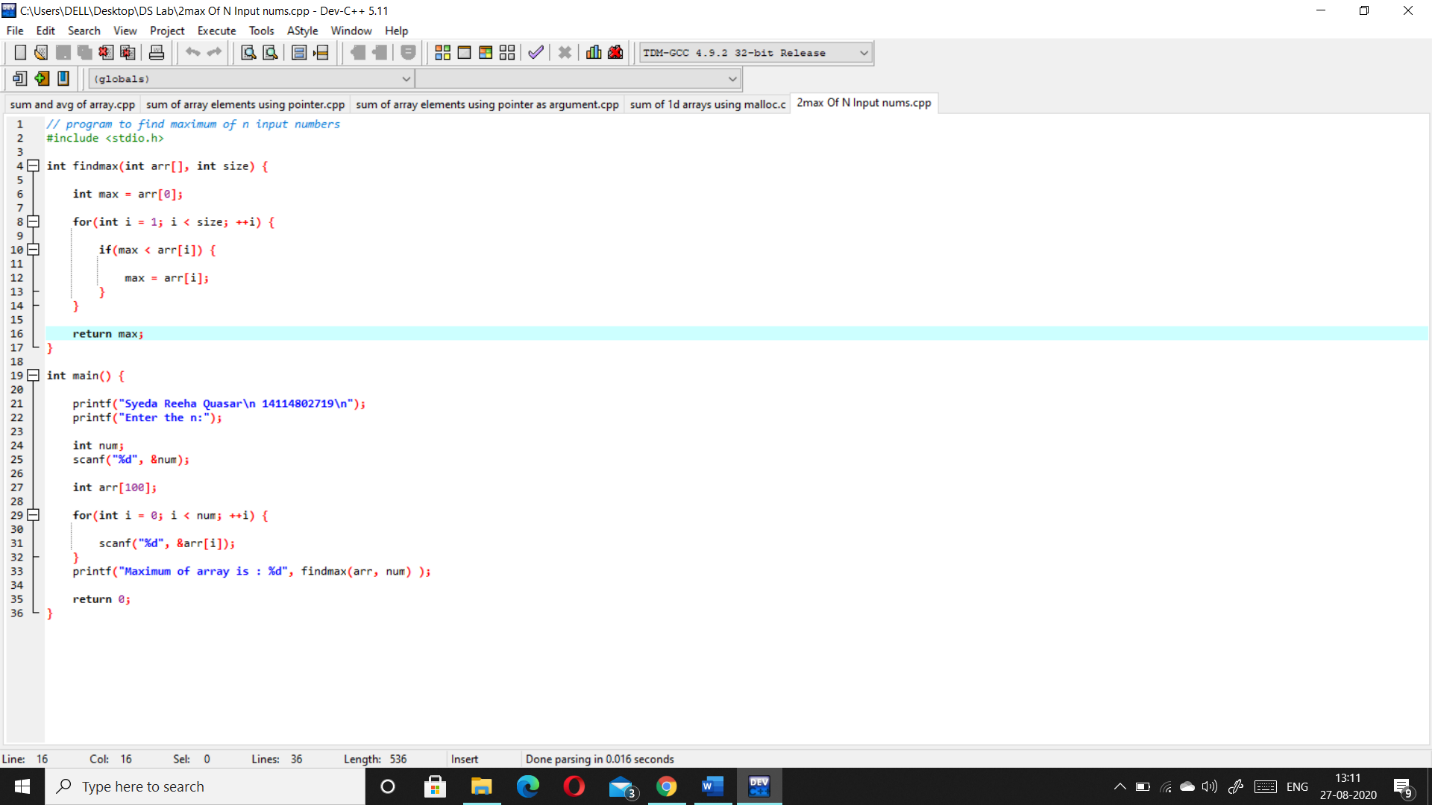 C:\Users\DELL\Desktop\DS Lab\2max Of N Input nums.cpp - Dev-C++ 5.11
File Edit Search View Project Execute Tools AStyle Window Help
TDM-GCC 4.9.2 32-bit Release
(globals)
sum and avg of array.cpp sum of array elements using pointer.cpp sum of array elements using pointer as argument.cpp sum of 1d arrays using malloc.c 2max Of N Input nums.cpp
1 // program to find maximum of n input numbers
2 #include <stdio.h>
3
4 int findmax(int arr[], int size) {
5
6 int max = arr[0];
7
8 for(int i = 1; i < size; ++i) {
9
10 if(max < arr[i]) {
11
12 max = arr[i];
13 }
14 }
15
16 return max;
17 }
18
19 int main() {
20
21 printf("Syeda Reeha Quasar\n 14114802719\n");
22 printf("Enter the n:");
23
24 int num;
25 scanf("%d", &num);
26
27 int arr[100];
28
29 for(int i = 0; i < num; ++i) {
30
31 scanf("%d", &arr[i]);
32 }
33 printf("Maximum of array is : %d", findmax(arr, num) );
34
35 return 0;
36 }
Line: 16 Col: 16 Sel: 0 Lines: 36 Length: 536 Insert Done parsing in 0.016 seconds
Type here to search
3
W
DEV
ENG
13:11
27-08-2020
9